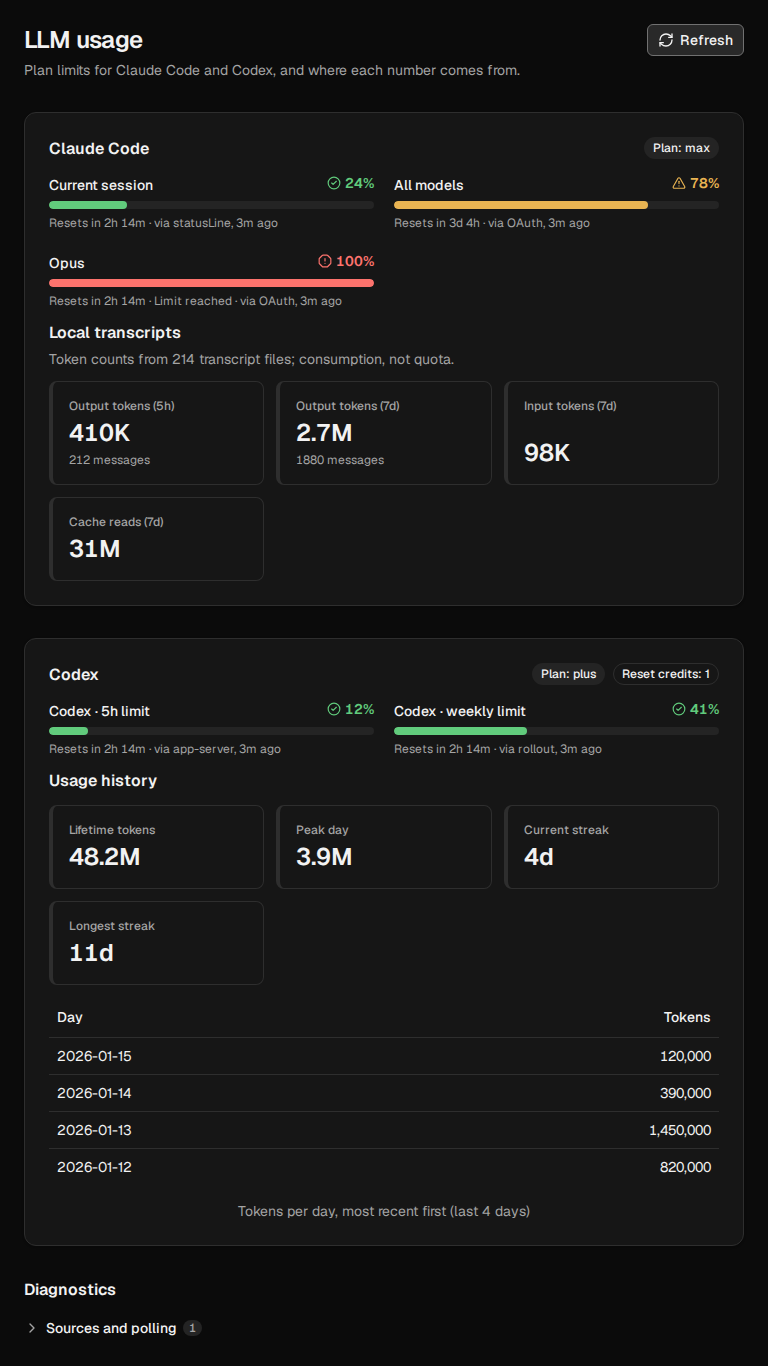 LLM usage
Refresh
Plan limits for Claude Code and Codex, and where each number comes from.
Claude Code
Plan: max
Current session
24%
Resets in 2h 14m · via statusLine, 3m ago
All models
78%
Resets in 3d 4h · via OAuth, 3m ago
Opus
100%
Resets in 2h 14m · Limit reached · via OAuth, 3m ago
Local transcripts
Token counts from 214 transcript files; consumption, not quota.
Output tokens (5h)
410K
212 messages
Output tokens (7d)
2.7M
1880 messages
Input tokens (7d)
98K
Cache reads (7d)
31M
Codex
Plan: plus
Reset credits: 1
Codex · 5h limit
12%
Resets in 2h 14m · via app-server, 3m ago
Codex · weekly limit
41%
Resets in 2h 14m · via rollout, 3m ago
Usage history
Lifetime tokens
48.2M
Peak day
3.9M
Current streak
4d
Longest streak
11d
Day Tokens
2026-01-15 120,000
2026-01-14 390,000
2026-01-13 1,450,000
2026-01-12 820,000
Tokens per day, most recent first (last 4 days)
Diagnostics
Sources and polling 1